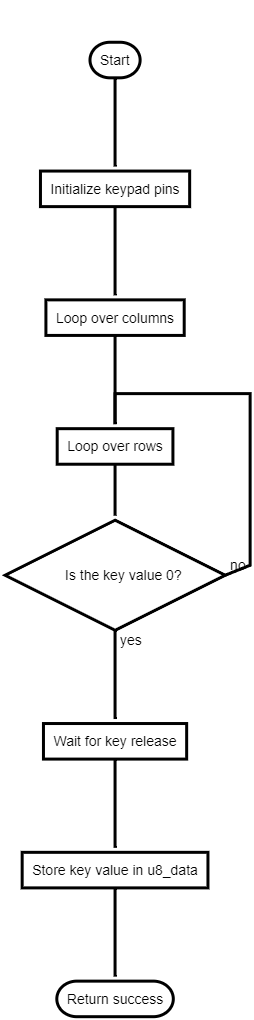 Start
Initialize keypad pins
Loop over columns
Loop over rows
Is the key value 0?
no
yes
Wait for key release
Store key value in u8_data
Return success